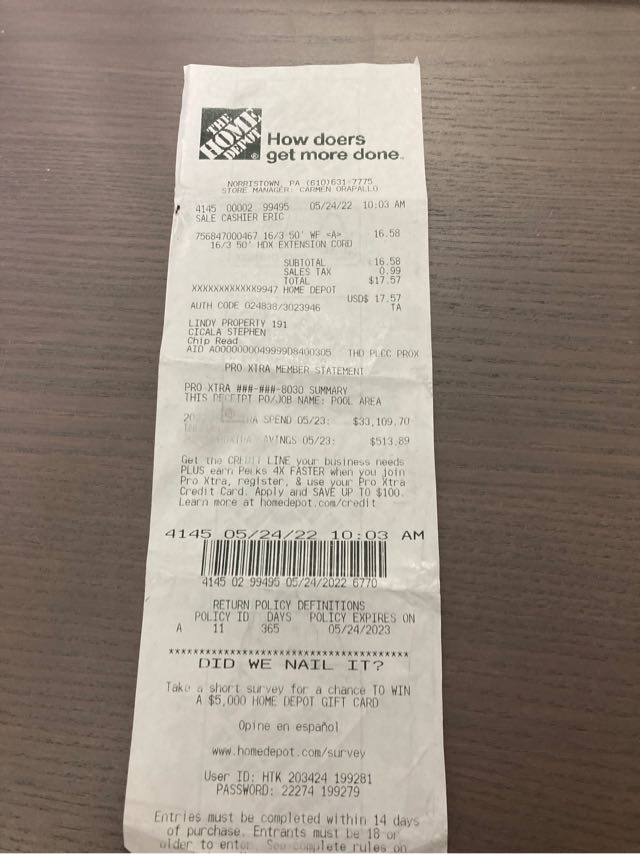 THE
HOME
DEPOT
How doers
get more done.
NORRISTOWN, PA (610)631-7775
STORE MANAGER: CARMEN ORAPALLO
4145 00002 99495 05/24/22 10:03 AM
SALE CASHIER ERIC
756847000467 16/3 50' WF <A> 16.58
16/3 50' HDX EXTENSION CORD
SUBTOTAL 16.58
SALES TAX 0.99
TOTAL $17.57
XXXXXXXXXXXX9947 HOME DEPOT
USD$ 17.57
AUTH CODE 024838/3023946 TA
LINDY PROPERTY 191
CICALA STEPHEN
Chip Read
AID A0000000049999D8400305 THD PLCC PROX
PRO XTRA MEMBER STATEMENT
PRO XTRA ###-###-8030 SUMMARY
THIS RECEIPT PO/JOB NAME: POOL AREA
SPEND 05/23: $33,109.70
05/23: $513.89
Get the CREDIT LINE your business needs
PLUS earn Perks 4X FASTER when you join
Pro Xtra, register, & use your Pro Xtra
Credit Card. Apply and SAVE UP TO $100.
Learn more at homedepot.com/credit
4145 05/24/22 10:03 AM
4145 02 99495 05/24/2022 6770
RETURN POLICY DEFINITIONS
POLICY ID DAYS POLICY EXPIRES ON
A 11 365 05/24/2023
****************************************
DID WE NAIL IT?
Take a short survey for a chance TO WIN
A $5,000 HOME DEPOT GIFT CARD
Opine en español
www.homedepot.com/survey
User ID: HTK 203424 199281
PASSWORD: 22274 199279
Entries must be completed within 14 days
of purchase. Entrants must be 18 or
older to enter. See complete rules on